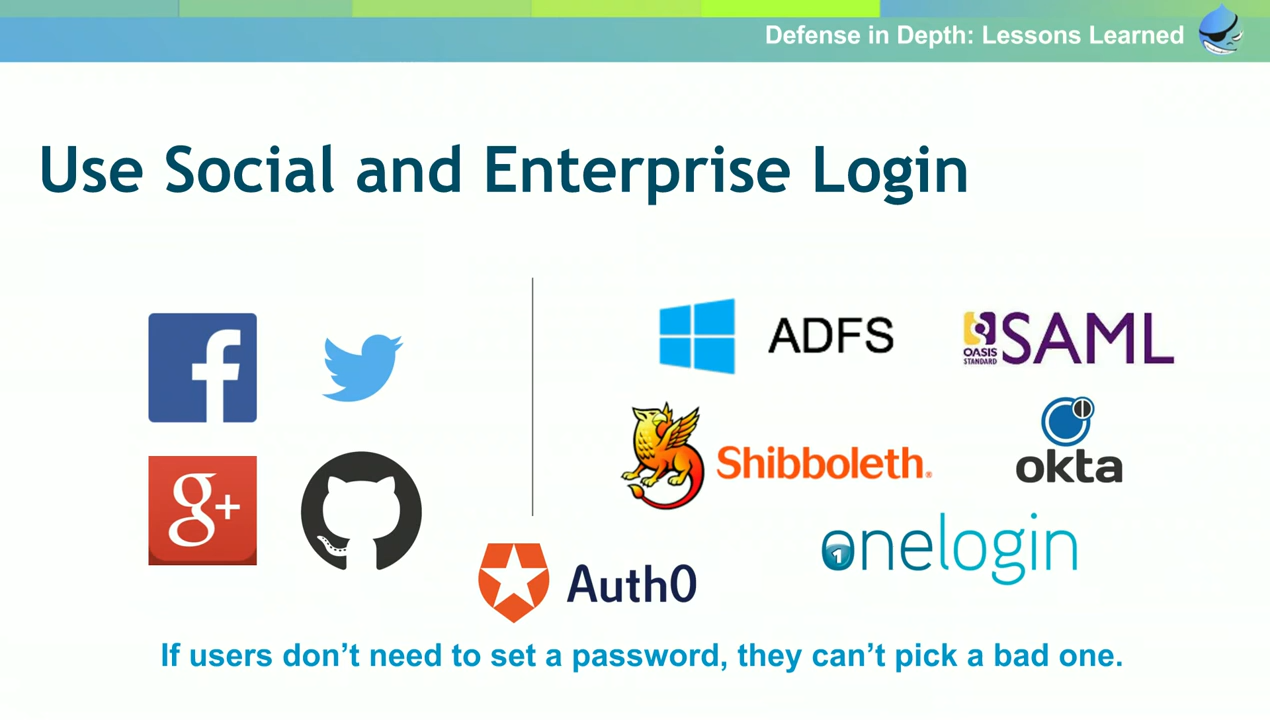 Defense in Depth: Lessons Learned
Use Social and Enterprise Login
f
g+
ADFS
OASIS
STANDARD
SAML
Shibboleth®
okta
1
onelogin
Auth0
If users don’t need to set a password, they can’t pick a bad one.